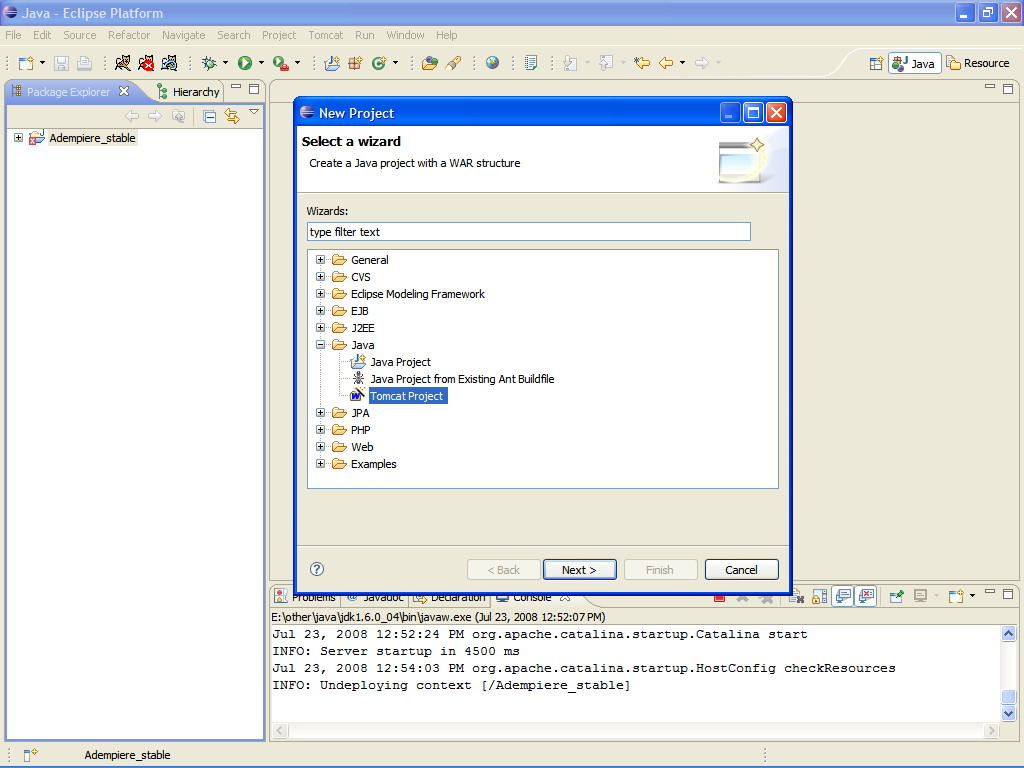 Java - Eclipse Platform
File Edit Source Refactor Navigate Search Project Tomcat Run Window Help
Java Resource
Package Explorer Hierarchy
Adempiere_stable
New Project
Select a wizard
Create a Java project with a WAR structure
Wizards:
type filter text
General
CVS
Eclipse Modeling Framework
EJB
J2EE
Java
Java Project
Java Project from Existing Ant Buildfile
Tomcat Project
JPA
PHP
Web
Examples
< Back Next > Finish Cancel
Problems Javadoc Declaration Console
E:\other\java\jdk1.6.0_04\bin\javaw.exe (Jul 23, 2008 12:52:07 PM)
Jul 23, 2008 12:52:24 PM org.apache.catalina.startup.Catalina start
INFO: Server startup in 4500 ms
Jul 23, 2008 12:54:03 PM org.apache.catalina.startup.HostConfig checkResources
INFO: Undeploying context [/Adempiere_stable]
Adempiere_stable